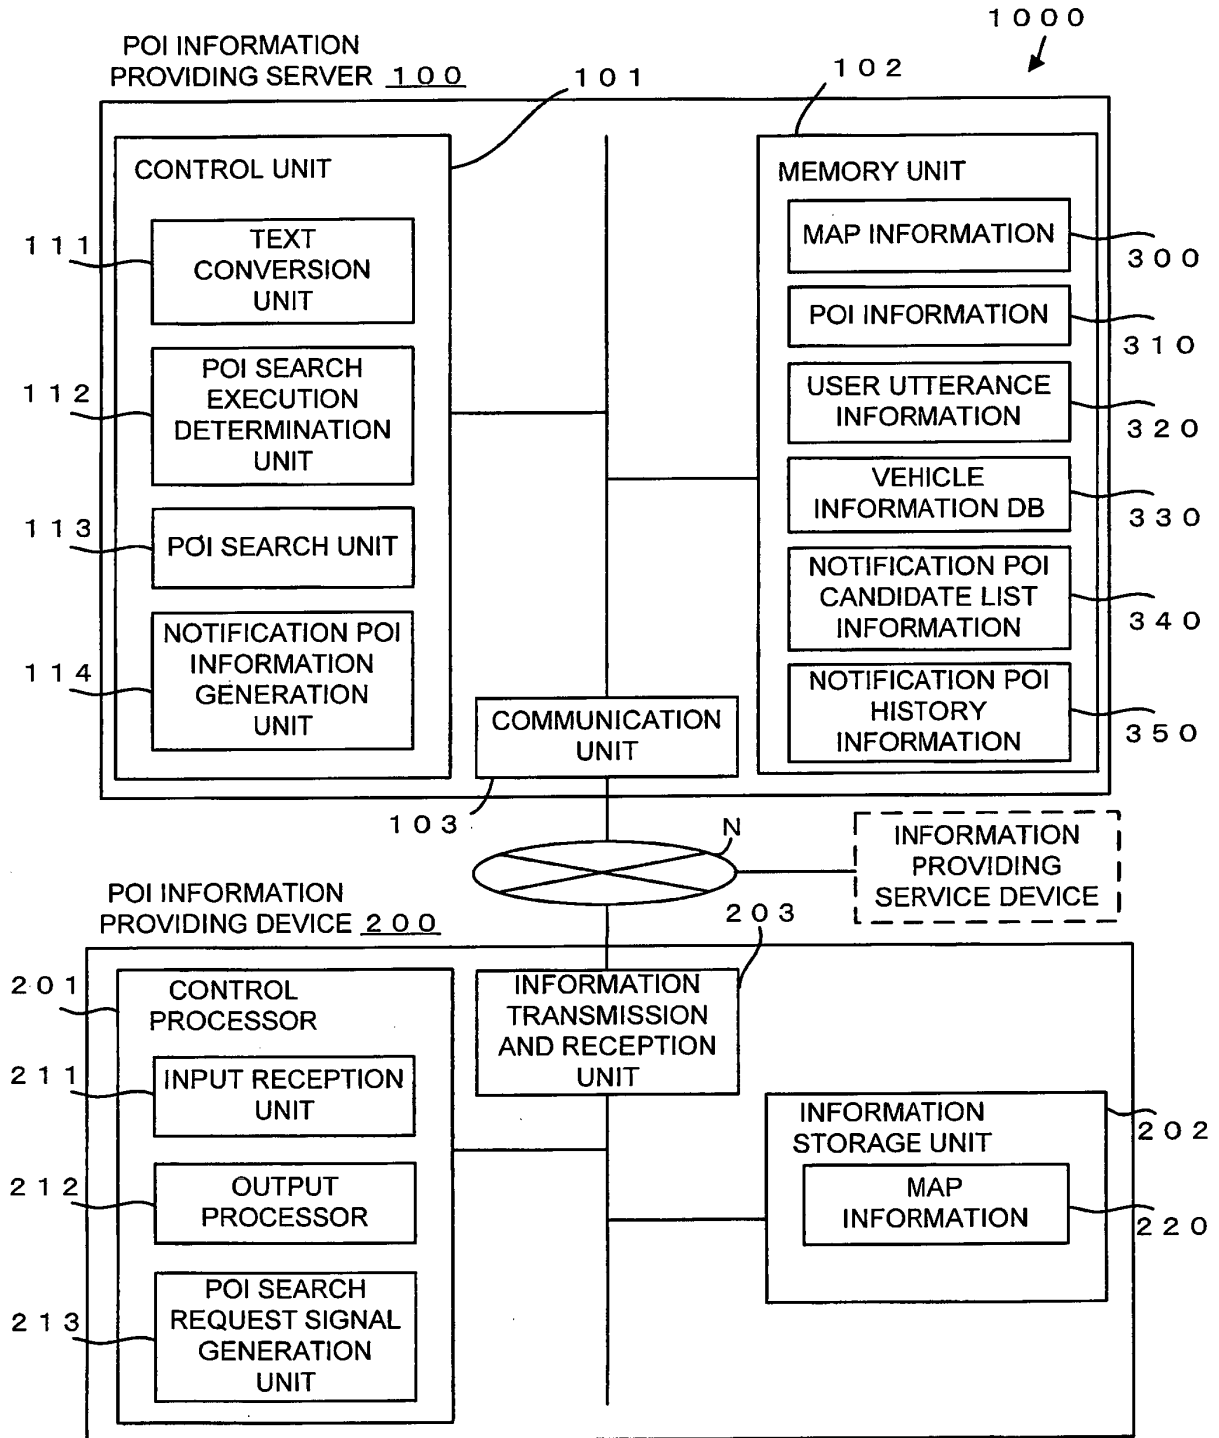 1000
POI INFORMATION
PROVIDING SERVER 100
101
102
CONTROL UNIT
111
TEXT
CONVERSION
UNIT
112
POI SEARCH
EXECUTION
DETERMINATION
UNIT
113
POI SEARCH UNIT
114
NOTIFICATION POI
INFORMATION
GENERATION
UNIT
MEMORY UNIT
MAP INFORMATION
300
POI INFORMATION
310
USER UTTERANCE
INFORMATION
320
VEHICLE
INFORMATION DB
330
NOTIFICATION POI
CANDIDATE LIST
INFORMATION
340
NOTIFICATION POI
HISTORY
INFORMATION
350
COMMUNICATION
UNIT
103
N
INFORMATION
PROVIDING
SERVICE DEVICE
POI INFORMATION
PROVIDING DEVICE 200
203
201
CONTROL
PROCESSOR
211
INPUT RECEPTION
UNIT
212
OUTPUT
PROCESSOR
213
POI SEARCH
REQUEST SIGNAL
GENERATION
UNIT
INFORMATION
TRANSMISSION
AND RECEPTION
UNIT
INFORMATION
STORAGE UNIT
202
MAP
INFORMATION
220